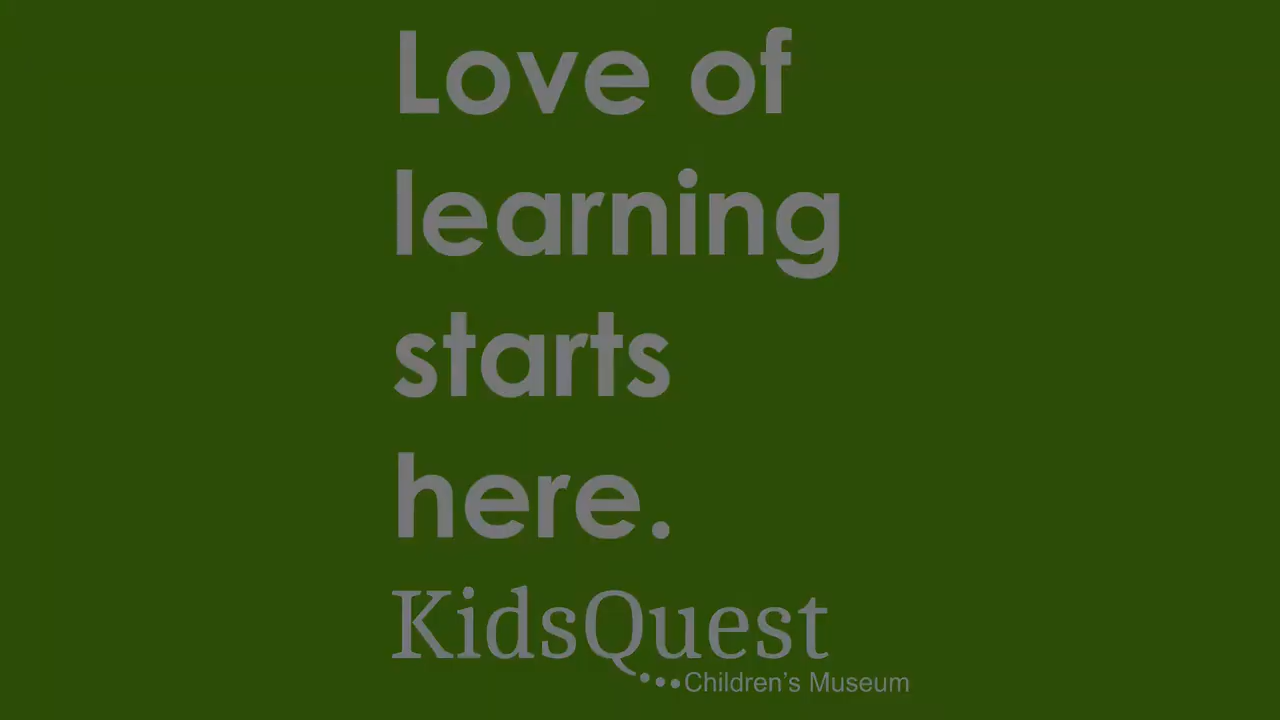 Love of
learning
starts
here.
KidsQuest
Children's Museum